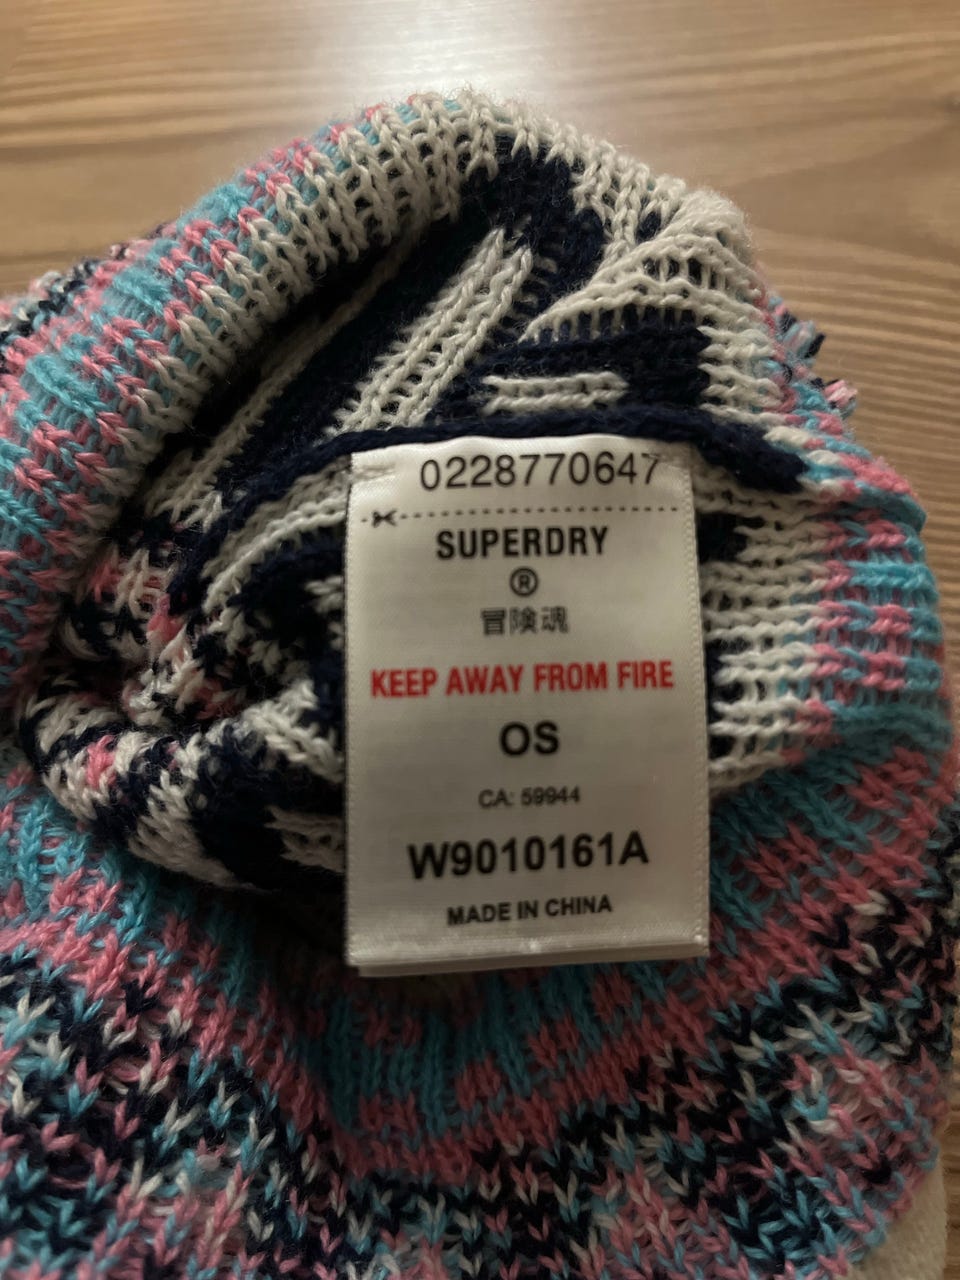 0228770647
SUPERDRY
®
冒険魂
KEEP AWAY FROM FIRE
OS
CA: 59944
W9010161A
MADE IN CHINA